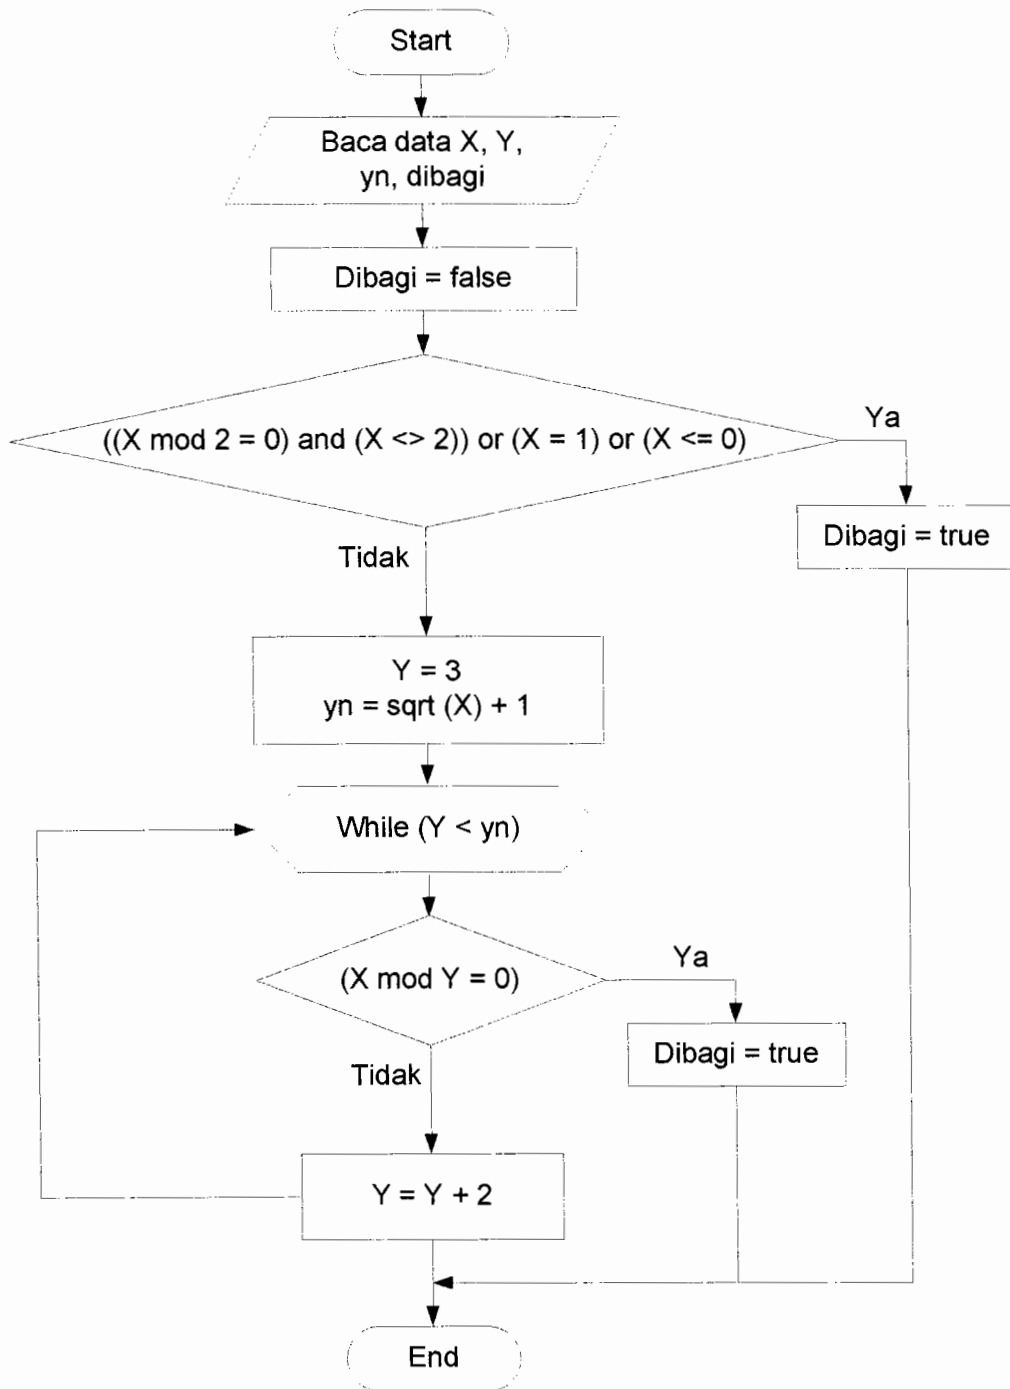 Start
Baca data X, Y,
yn, dibagi
Dibagi = false
((X mod 2 = 0) and (X <> 2)) or (X = 1) or (X <= 0)
Ya
Dibagi = true
Tidak
Y = 3
yn = sqrt (X) + 1
While (Y < yn)
(X mod Y = 0)
Ya
Dibagi = true
Tidak
Y = Y + 2
End